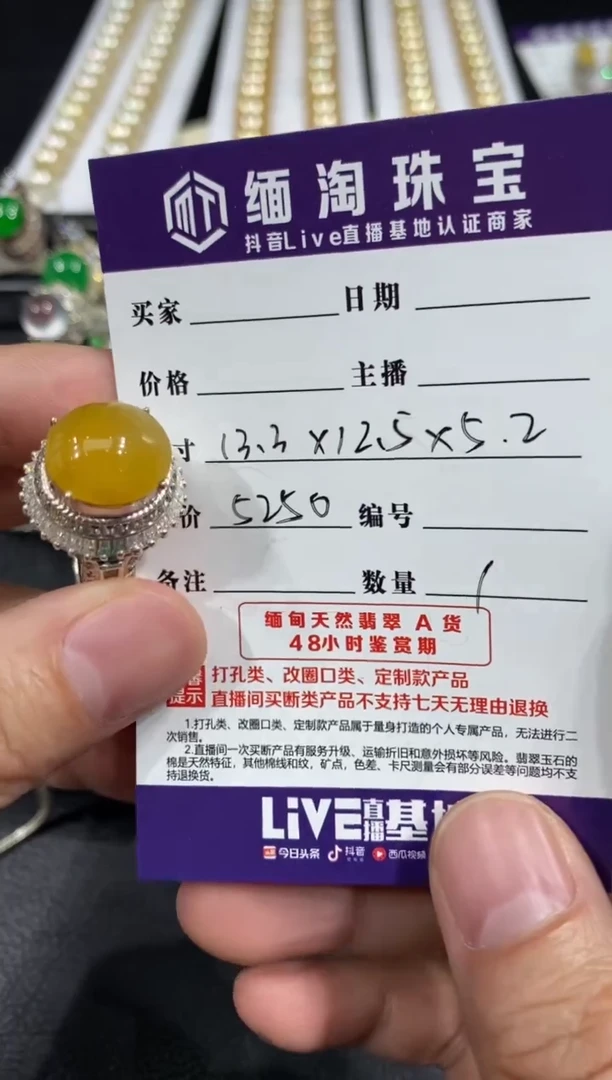 MT
缅淘珠宝
抖音Live直播基地认证商家
买家 日期
价格 主播
寸 13.3×12.5×5.2
价 5250 编号
备注 数量 1
缅甸天然翡翠 A 货
48小时鉴赏期
提示
打孔类、改圈口类、定制款产品
直播间买断类产品不支持七天无理由退换
1.打孔类、改圈口类、定制款产品属于量身打造的个人专属产品，无法进行二
次销售。
2.直播间一次买断产品有服务升级、运输折旧和意外损坏等风险。翡翠玉石的
棉是天然特征，其他棉线和纹，矿点，色差、卡尺测量会有部分误差等问题均不支
持退换货。
LiVE直播基
今日头条 抖音 西瓜视频